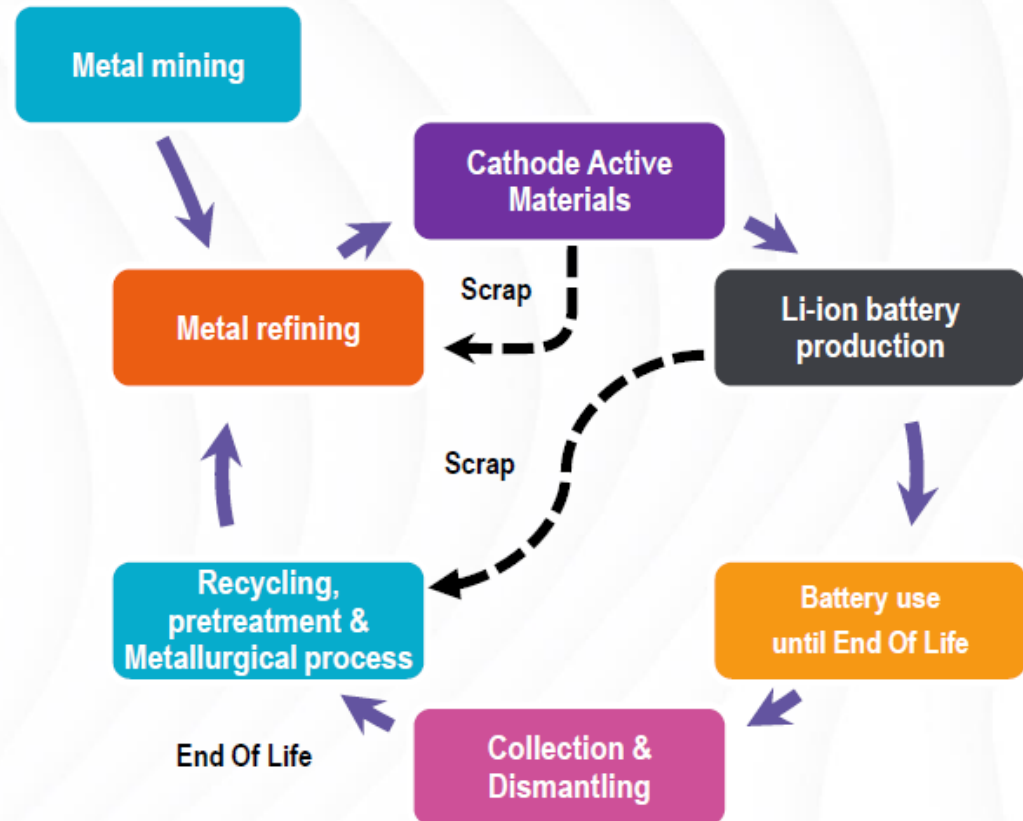 Metal mining
Cathode Active
Materials
Scrap
Metal refining
Li-ion battery
production
Scrap
Recycling,
pretreatment &
Metallurgical process
Battery use
until End Of Life
End Of Life
Collection &
Dismantling